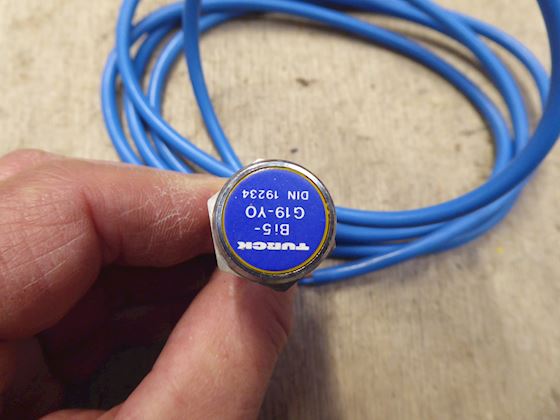 TURCK
Bi5-
G19-YO
DIN 19234